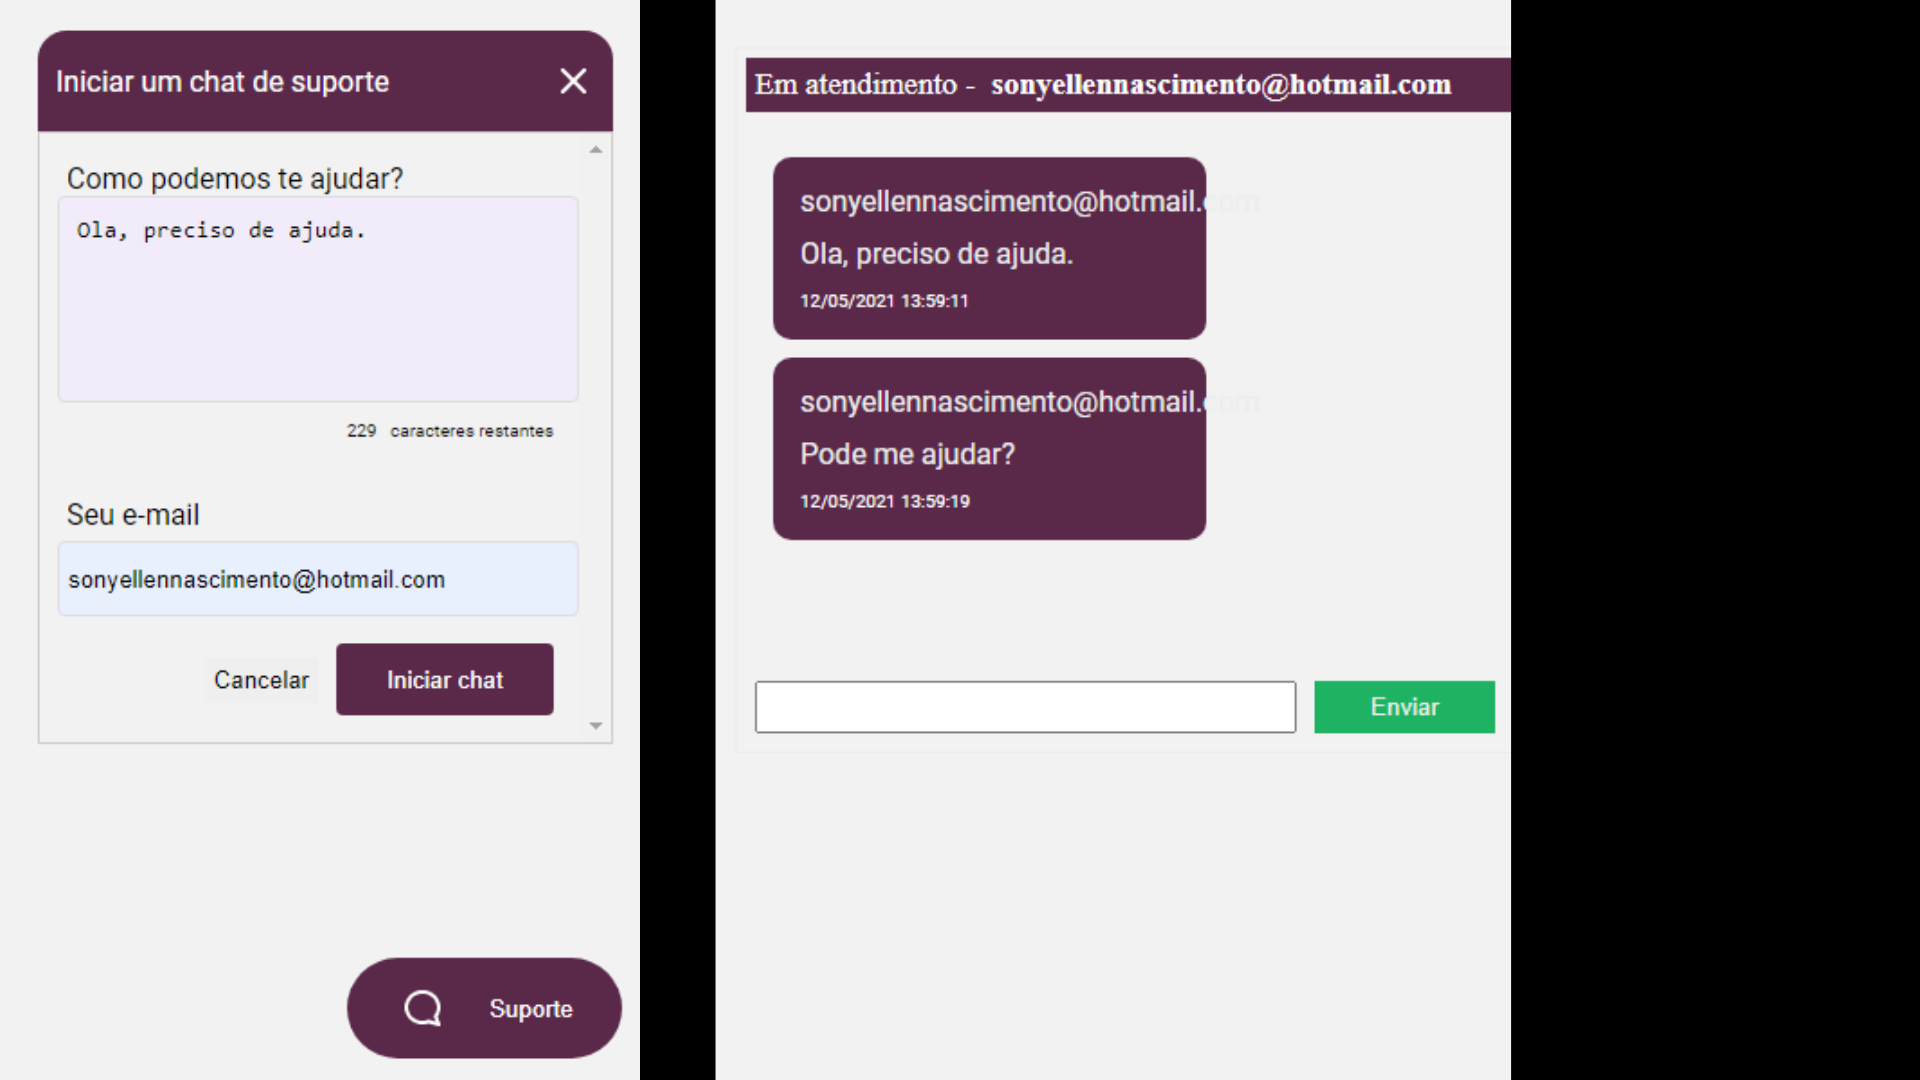 Iniciar um chat de suporte
Como podemos te ajudar?
Ola, preciso de ajuda.
229 caracteres restantes
Seu e-mail
sonyellennascimento@hotmail.com
Cancelar
Iniciar chat
Suporte
Em atendimento - sonyellennascimento@hotmail.com
sonyellennascimento@hotmail.com
Ola, preciso de ajuda.
12/05/2021 13:59:11
sonyellennascimento@hotmail.com
Pode me ajudar?
12/05/2021 13:59:19
Enviar